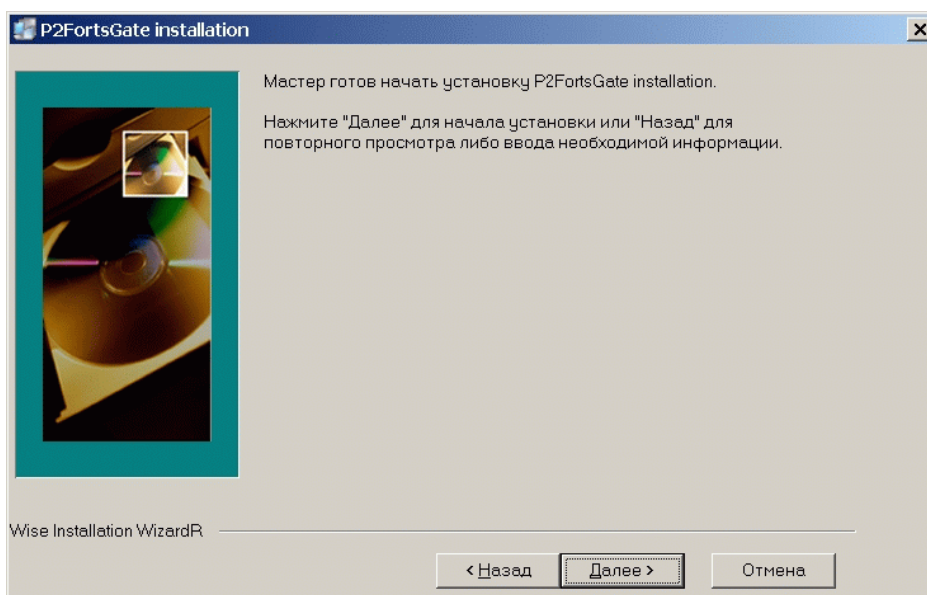 P2FortsGate installation
Мастер готов начать установку P2FortsGate installation.
Нажмите "Далее" для начала установки или "Назад" для
повторного просмотра либо ввода необходимой информации.
Wise Installation WizardR
< Назад
Далее >
Отмена